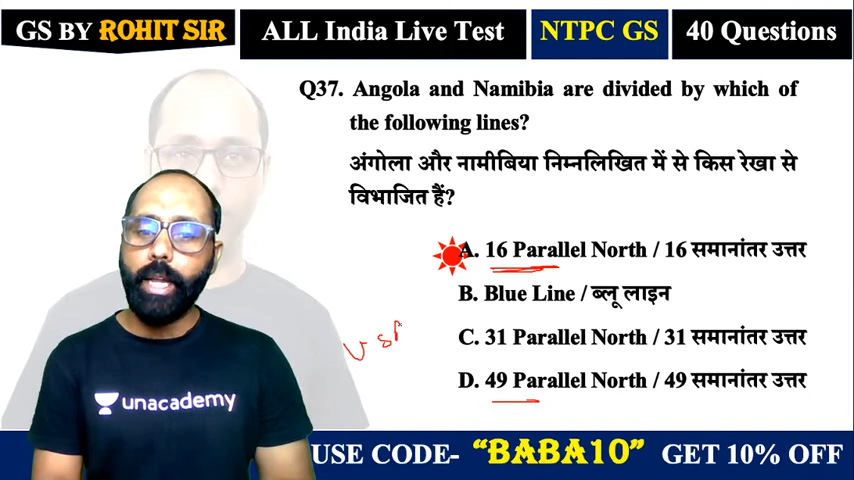 GS BY ROHIT SIR
ALL India Live Test
NTPC GS
40 Questions
Q37. Angola and Namibia are divided by which of
the following lines?
अंगोला और नामीबिया निम्नलिखित में से किस रेखा से
विभाजित हैं?
A. 16 Parallel North / 16 समानांतर उत्तर
B. Blue Line / ब्लू लाइन
C. 31 Parallel North / 31 समानांतर उत्तर
D. 49 Parallel North / 49 समानांतर उत्तर
unacademy
USE CODE- “BABA10” GET 10% OFF